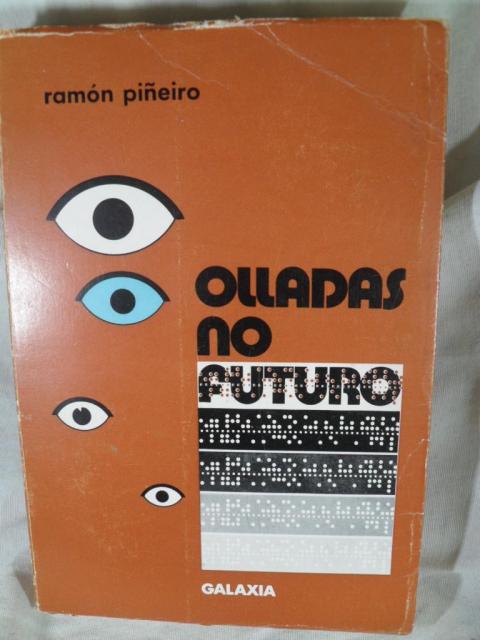 ramón piñeiro
OLLADAS
NO
FUTURO
GALAXIA